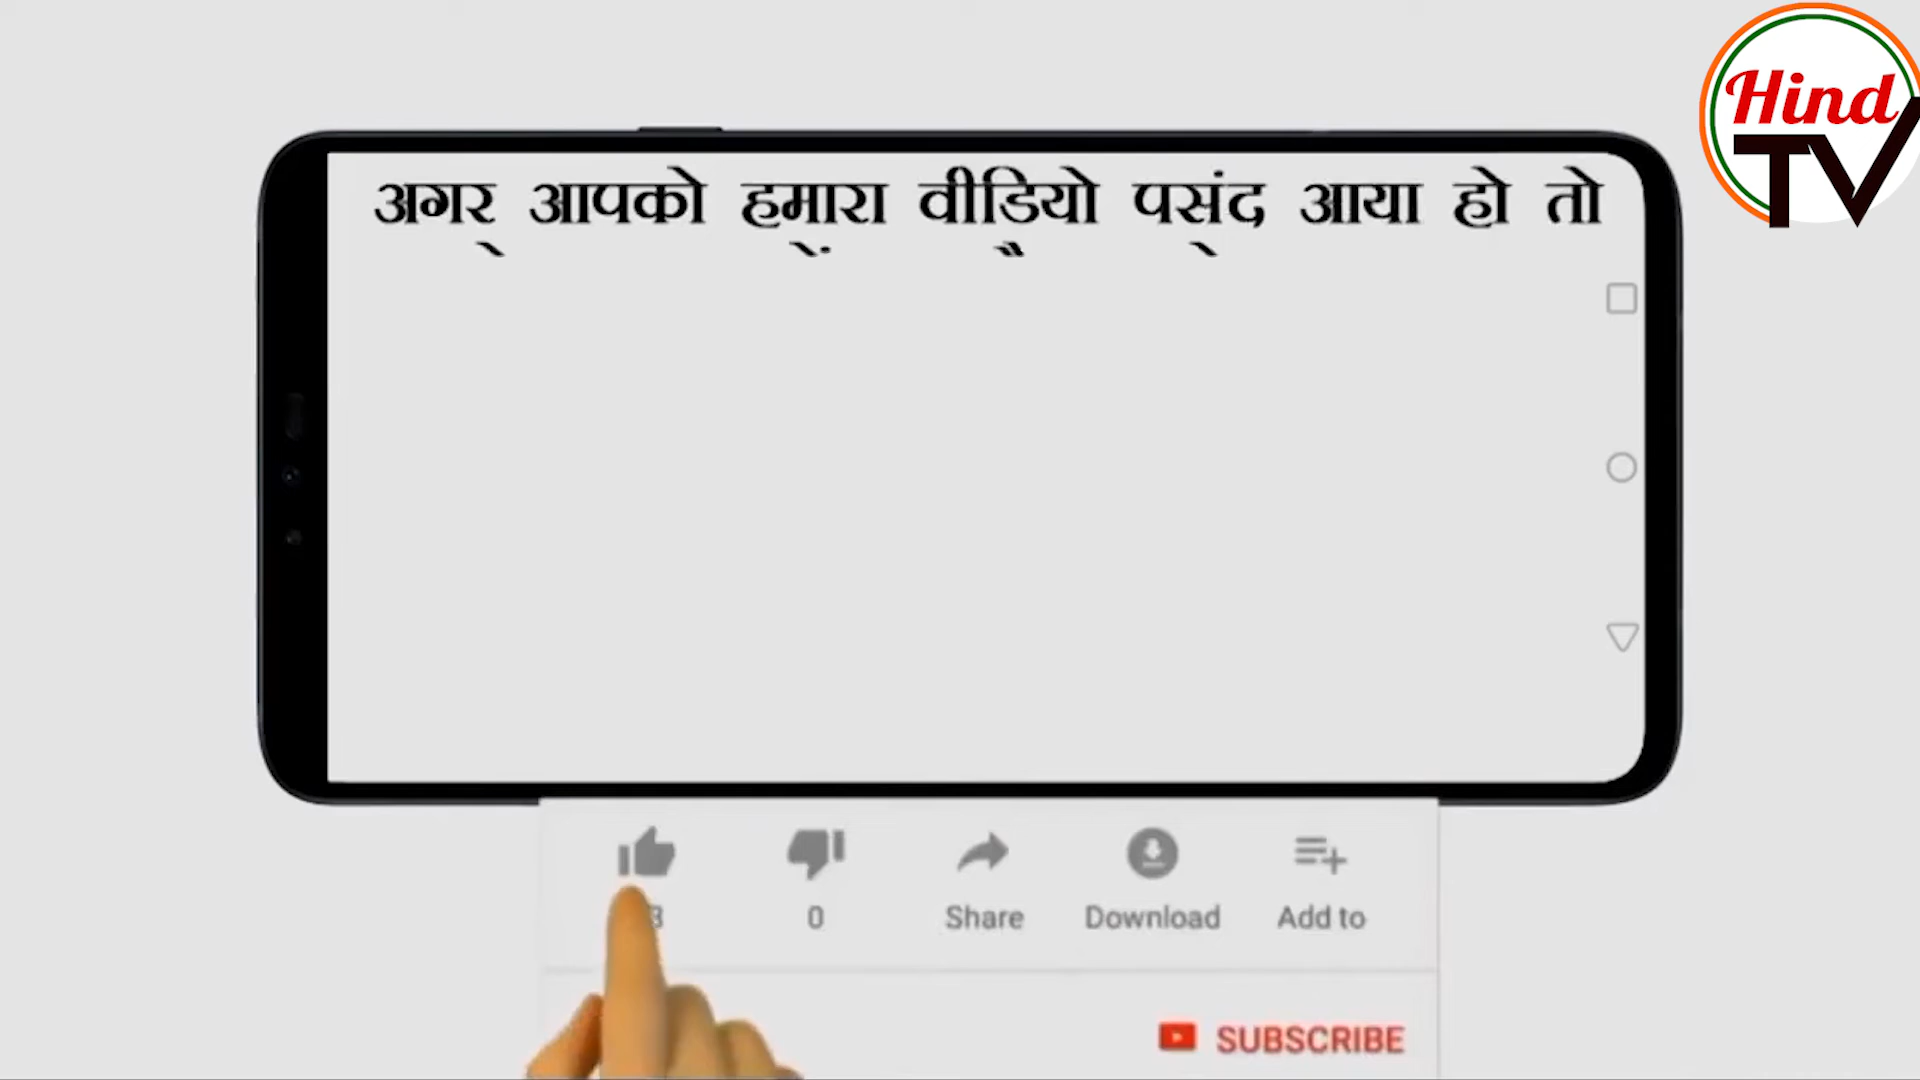 Hind
TV
अगर आपको हमारा वीडियो पसंद आया हो तो
0 Share Download Add to
SUBSCRIBE